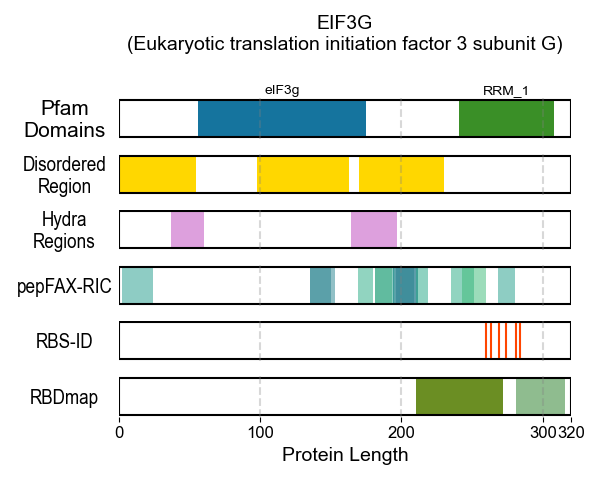 EIF3G
(Eukaryotic translation initiation factor 3 subunit G)
eIF3g
RRM_1
Pfam
Domains
Disordered
Region
Hydra
Regions
pepFAX-RIC
RBS-ID
RBDmap
0 100 200 300 320
Protein Length